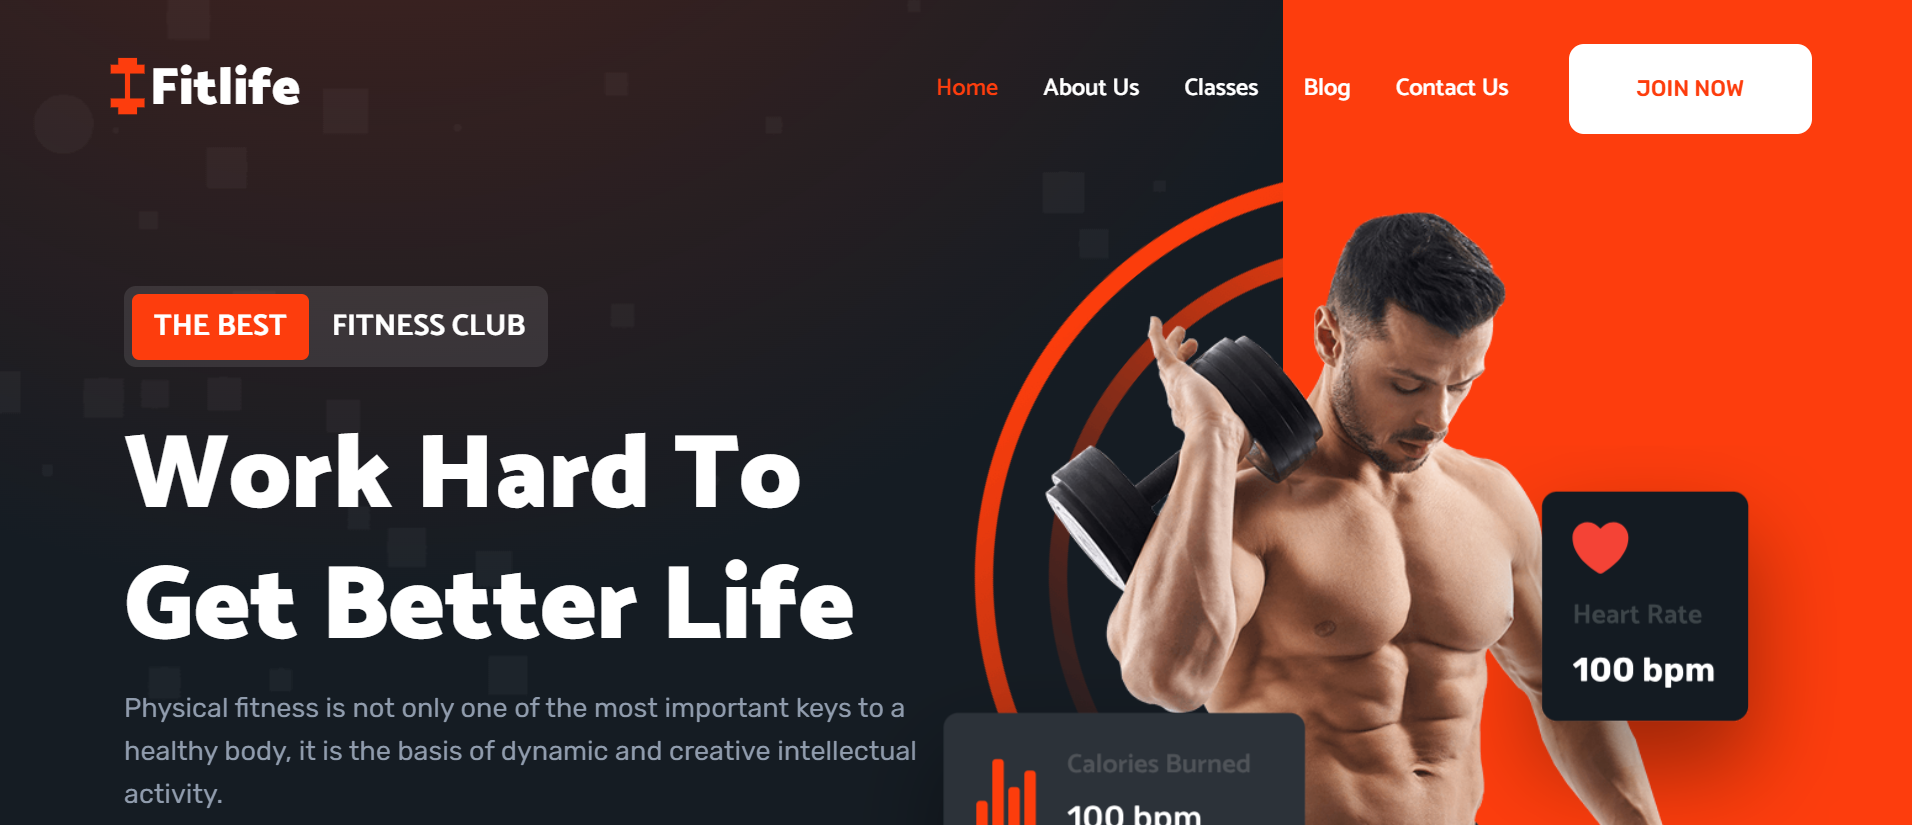 Fitlife
Home About Us Classes Blog Contact Us JOIN NOW
THE BEST FITNESS CLUB
Work Hard To
Get Better Life
Physical fitness is not only one of the most important keys to a
healthy body, it is the basis of dynamic and creative intellectual
activity.
Heart Rate
100 bpm
Calories Burned
100 bpm